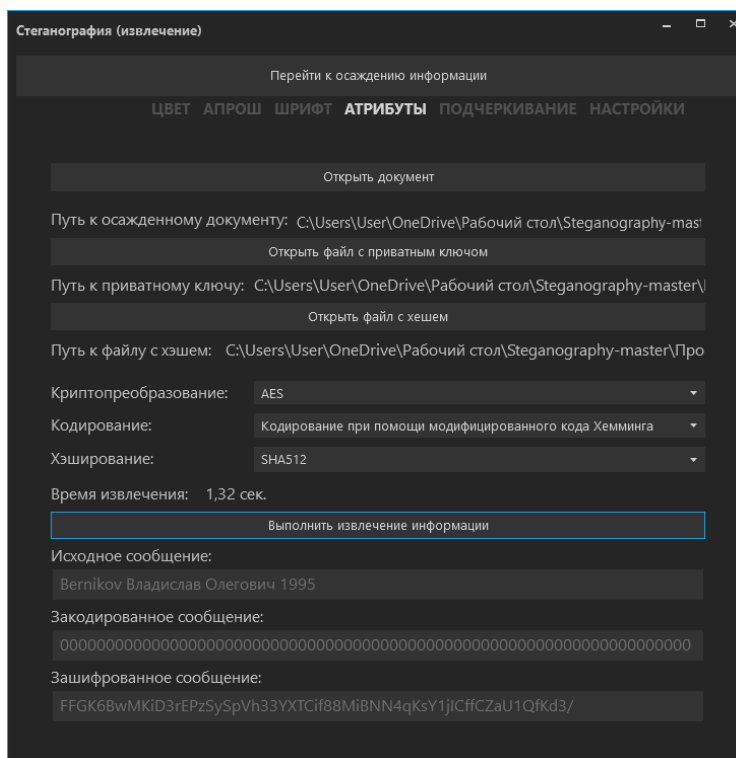 Стеганография (извлечение)
Перейти к осаждению информации
ЦВЕТ АПРОШ ШРИФТ АТРИБУТЫ ПОДЧЕРКИВАНИЕ НАСТРОЙКИ
Открыть документ
Путь к осажденному документу: C:\Users\User\OneDrive\Рабочий стол\Steganography-mast
Открыть файл с приватным ключом
Путь к приватному ключу: C:\Users\User\OneDrive\Рабочий стол\Steganography-master\
Открыть файл с хешем
Путь к файлу с хэшем: C:\Users\User\OneDrive\Рабочий стол\Steganography-master\Про
Криптопреобразование: AES
Кодирование: Кодирование при помощи модифицированного кода Хемминга
Хэширование: SHA512
Время извлечения: 1,32 сек.
Выполнить извлечение информации
Исходное сообщение:
Bernikov Владислав Олегович 1995
Закодированное сообщение:
00000000000000000000000000000000000000000000000000000000000000000000
Зашифрованное сообщение:
FFGK6BwMKiD3rEPzSySpVh33YXTCif88MiBNN4qKsY1jICffCZaU1QfKd3/